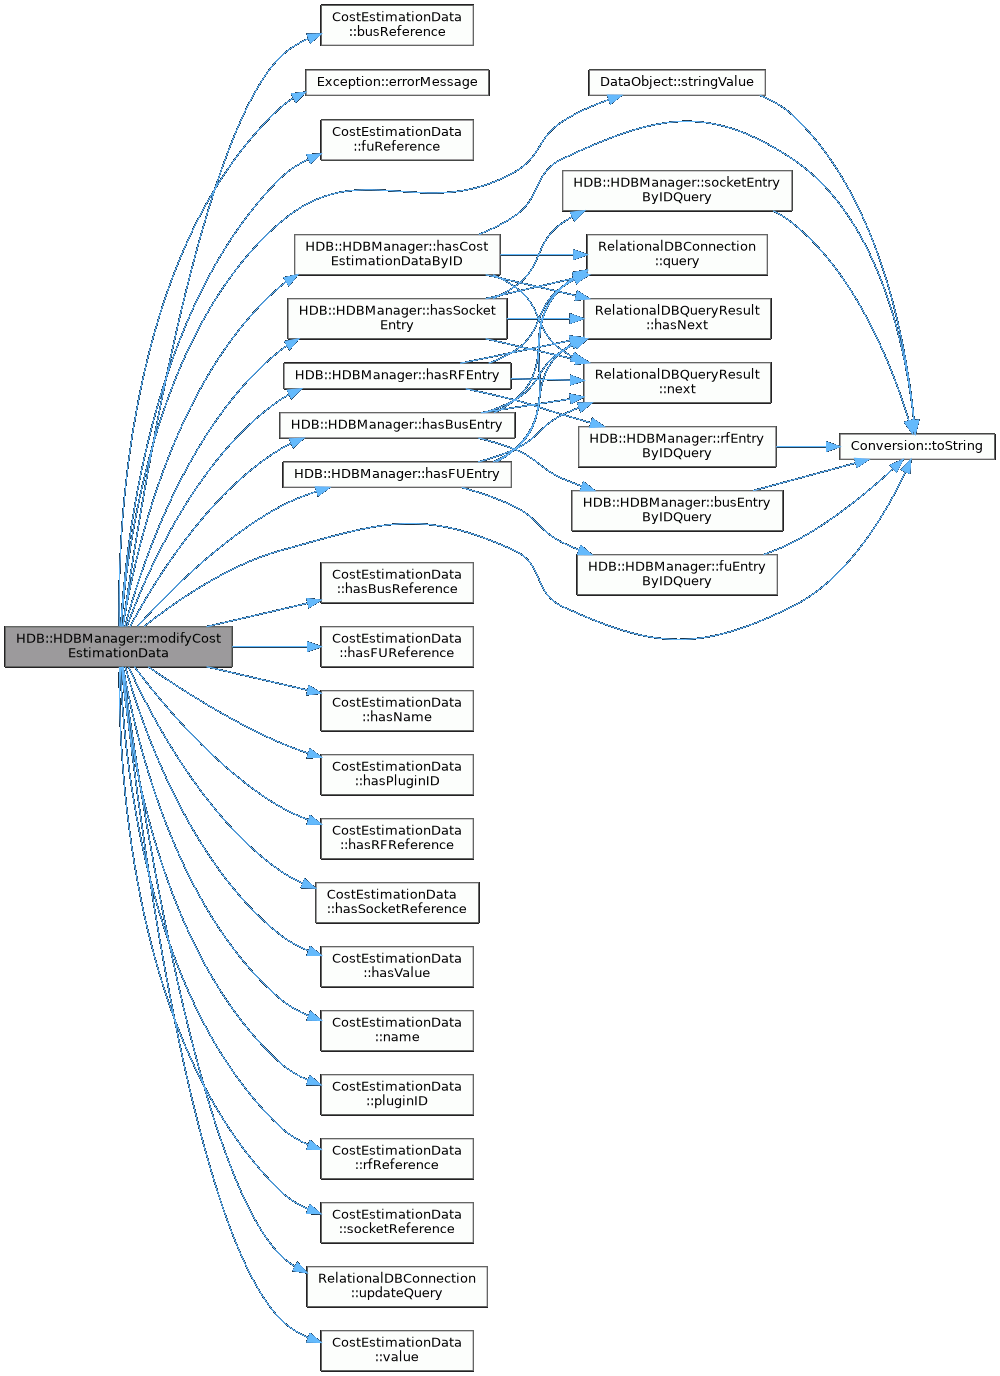 CostEstimationData
::busReference
Exception::errorMessage
DataObject::stringValue
CostEstimationData
::fuReference
HDB::HDBManager::socketEntry
ByIDQuery
HDB::HDBManager::hasCost
EstimationDataByID
RelationalDBConnection
::query
HDB::HDBManager::hasSocket
Entry
RelationalDBQueryResult
::hasNext
HDB::HDBManager::hasRFEntry
RelationalDBQueryResult
::next
HDB::HDBManager::hasBusEntry
HDB::HDBManager::rfEntry
ByIDQuery
Conversion::toString
HDB::HDBManager::hasFUEntry
HDB::HDBManager::busEntry
ByIDQuery
HDB::HDBManager::fuEntry
ByIDQuery
CostEstimationData
::hasBusReference
HDB::HDBManager::modifyCost
EstimationData
CostEstimationData
::hasFUReference
CostEstimationData
::hasName
CostEstimationData
::hasPluginID
CostEstimationData
::hasRFReference
CostEstimationData
::hasSocketReference
CostEstimationData
::hasValue
CostEstimationData
::name
CostEstimationData
::pluginID
CostEstimationData
::rfReference
CostEstimationData
::socketReference
RelationalDBConnection
::updateQuery
CostEstimationData
::value